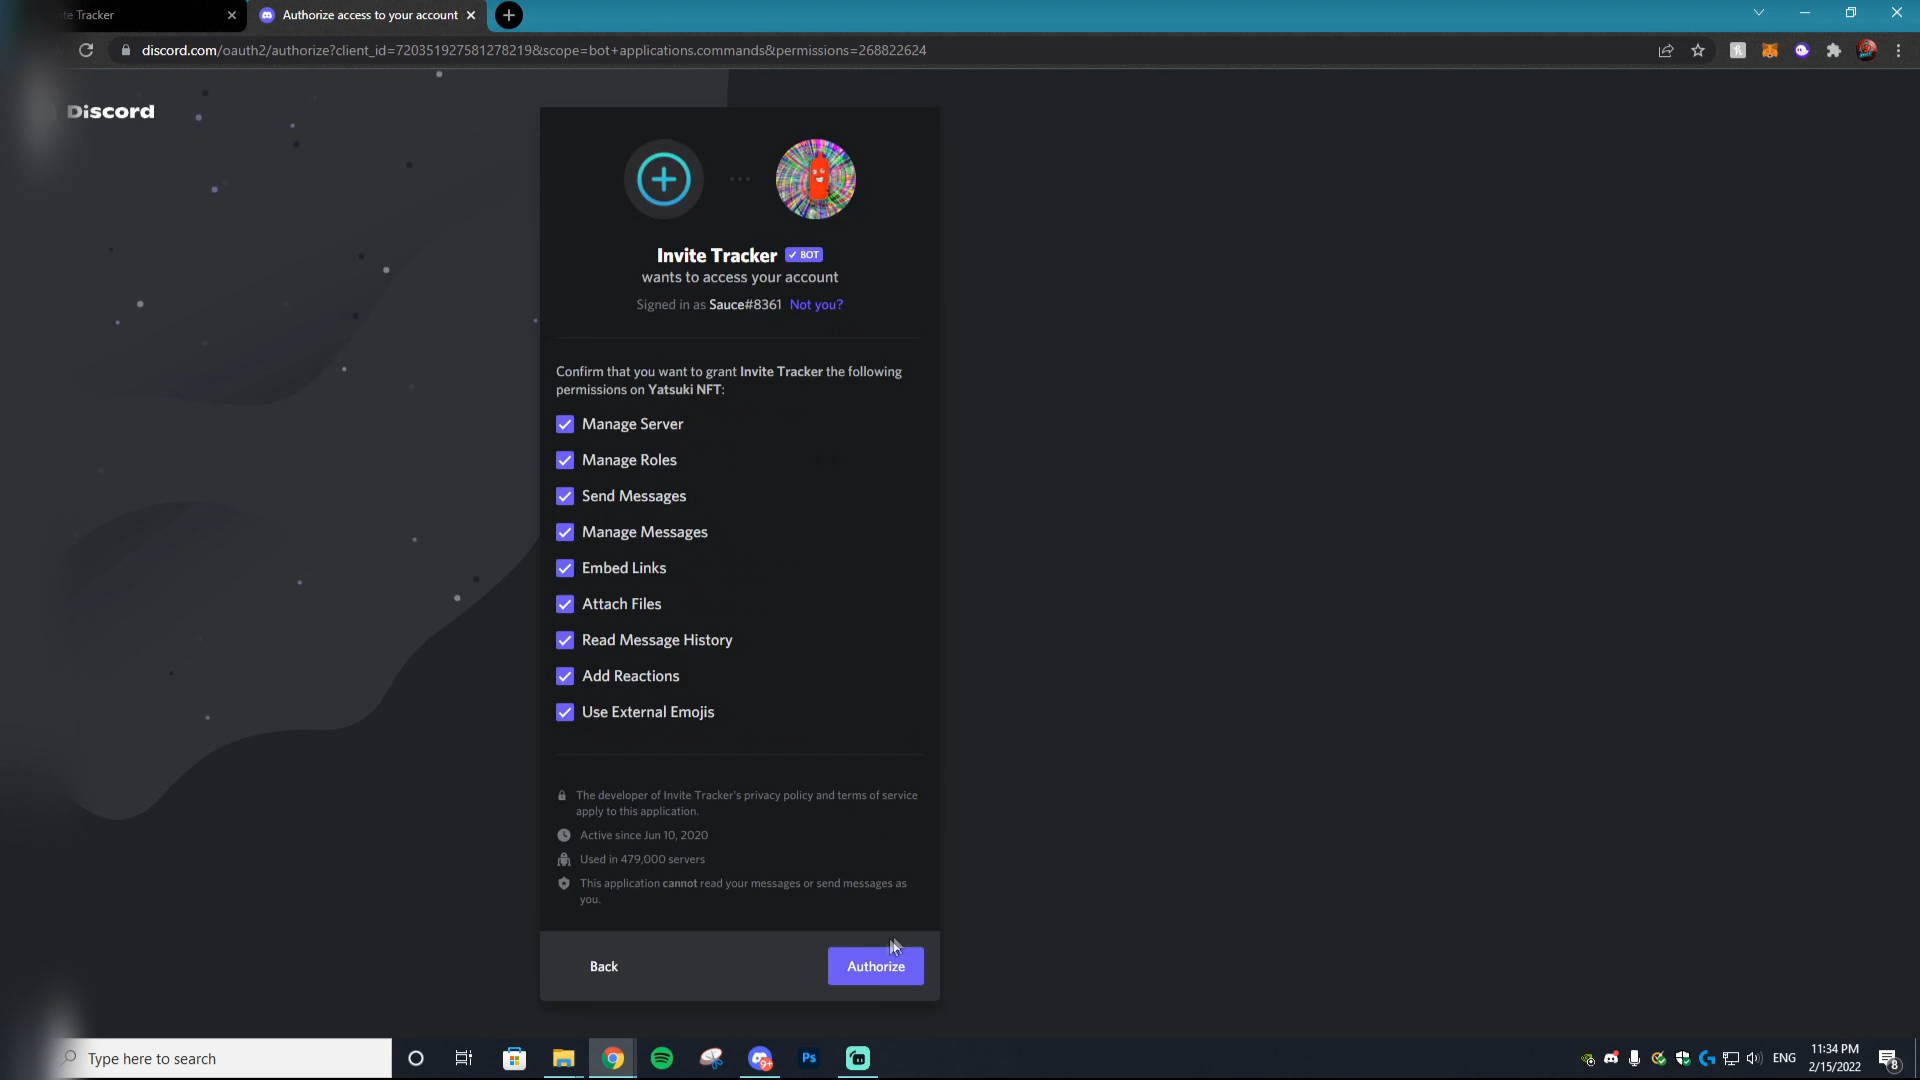 te Tracker
Authorize access to your account
discord.com/oauth2/authorize?client_id=720351927581278219&scope=bot+applications.commands&permissions=268822624
Discord
Invite Tracker ✓ BOT
wants to access your account
Signed in as Sauce#8361 Not you?
Confirm that you want to grant Invite Tracker the following
permissions on Yatsuki NFT:
Manage Server
Manage Roles
Send Messages
Manage Messages
Embed Links
Attach Files
Read Message History
Add Reactions
Use External Emojis
The developer of Invite Tracker's privacy policy and terms of service
apply to this application.
Active since Jun 10, 2020
Used in 479,000 servers
This application cannot read your messages or send messages as
you.
Back
Authorize
Type here to search
9+
Ps
ENG
11:34 PM
2/15/2022
8